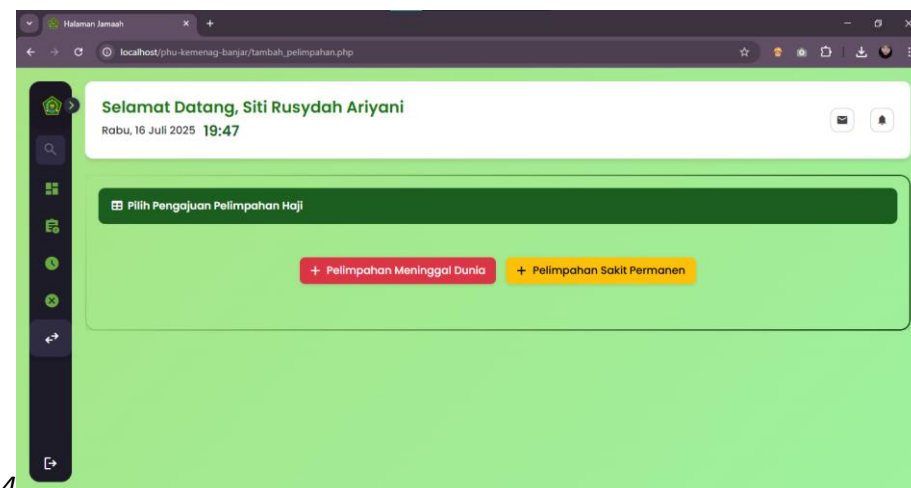 Halaman Jamaah
localhost/phu-kemenag-banjar/tambah_pelimpahan.php
Selamat Datang, Siti Rusydah Ariyani
Rabu, 16 Juli 2025 19:47
Pilih Pengajuan Pelimpahan Haji
+ Pelimpahan Meninggal Dunia + Pelimpahan Sakit Permanen